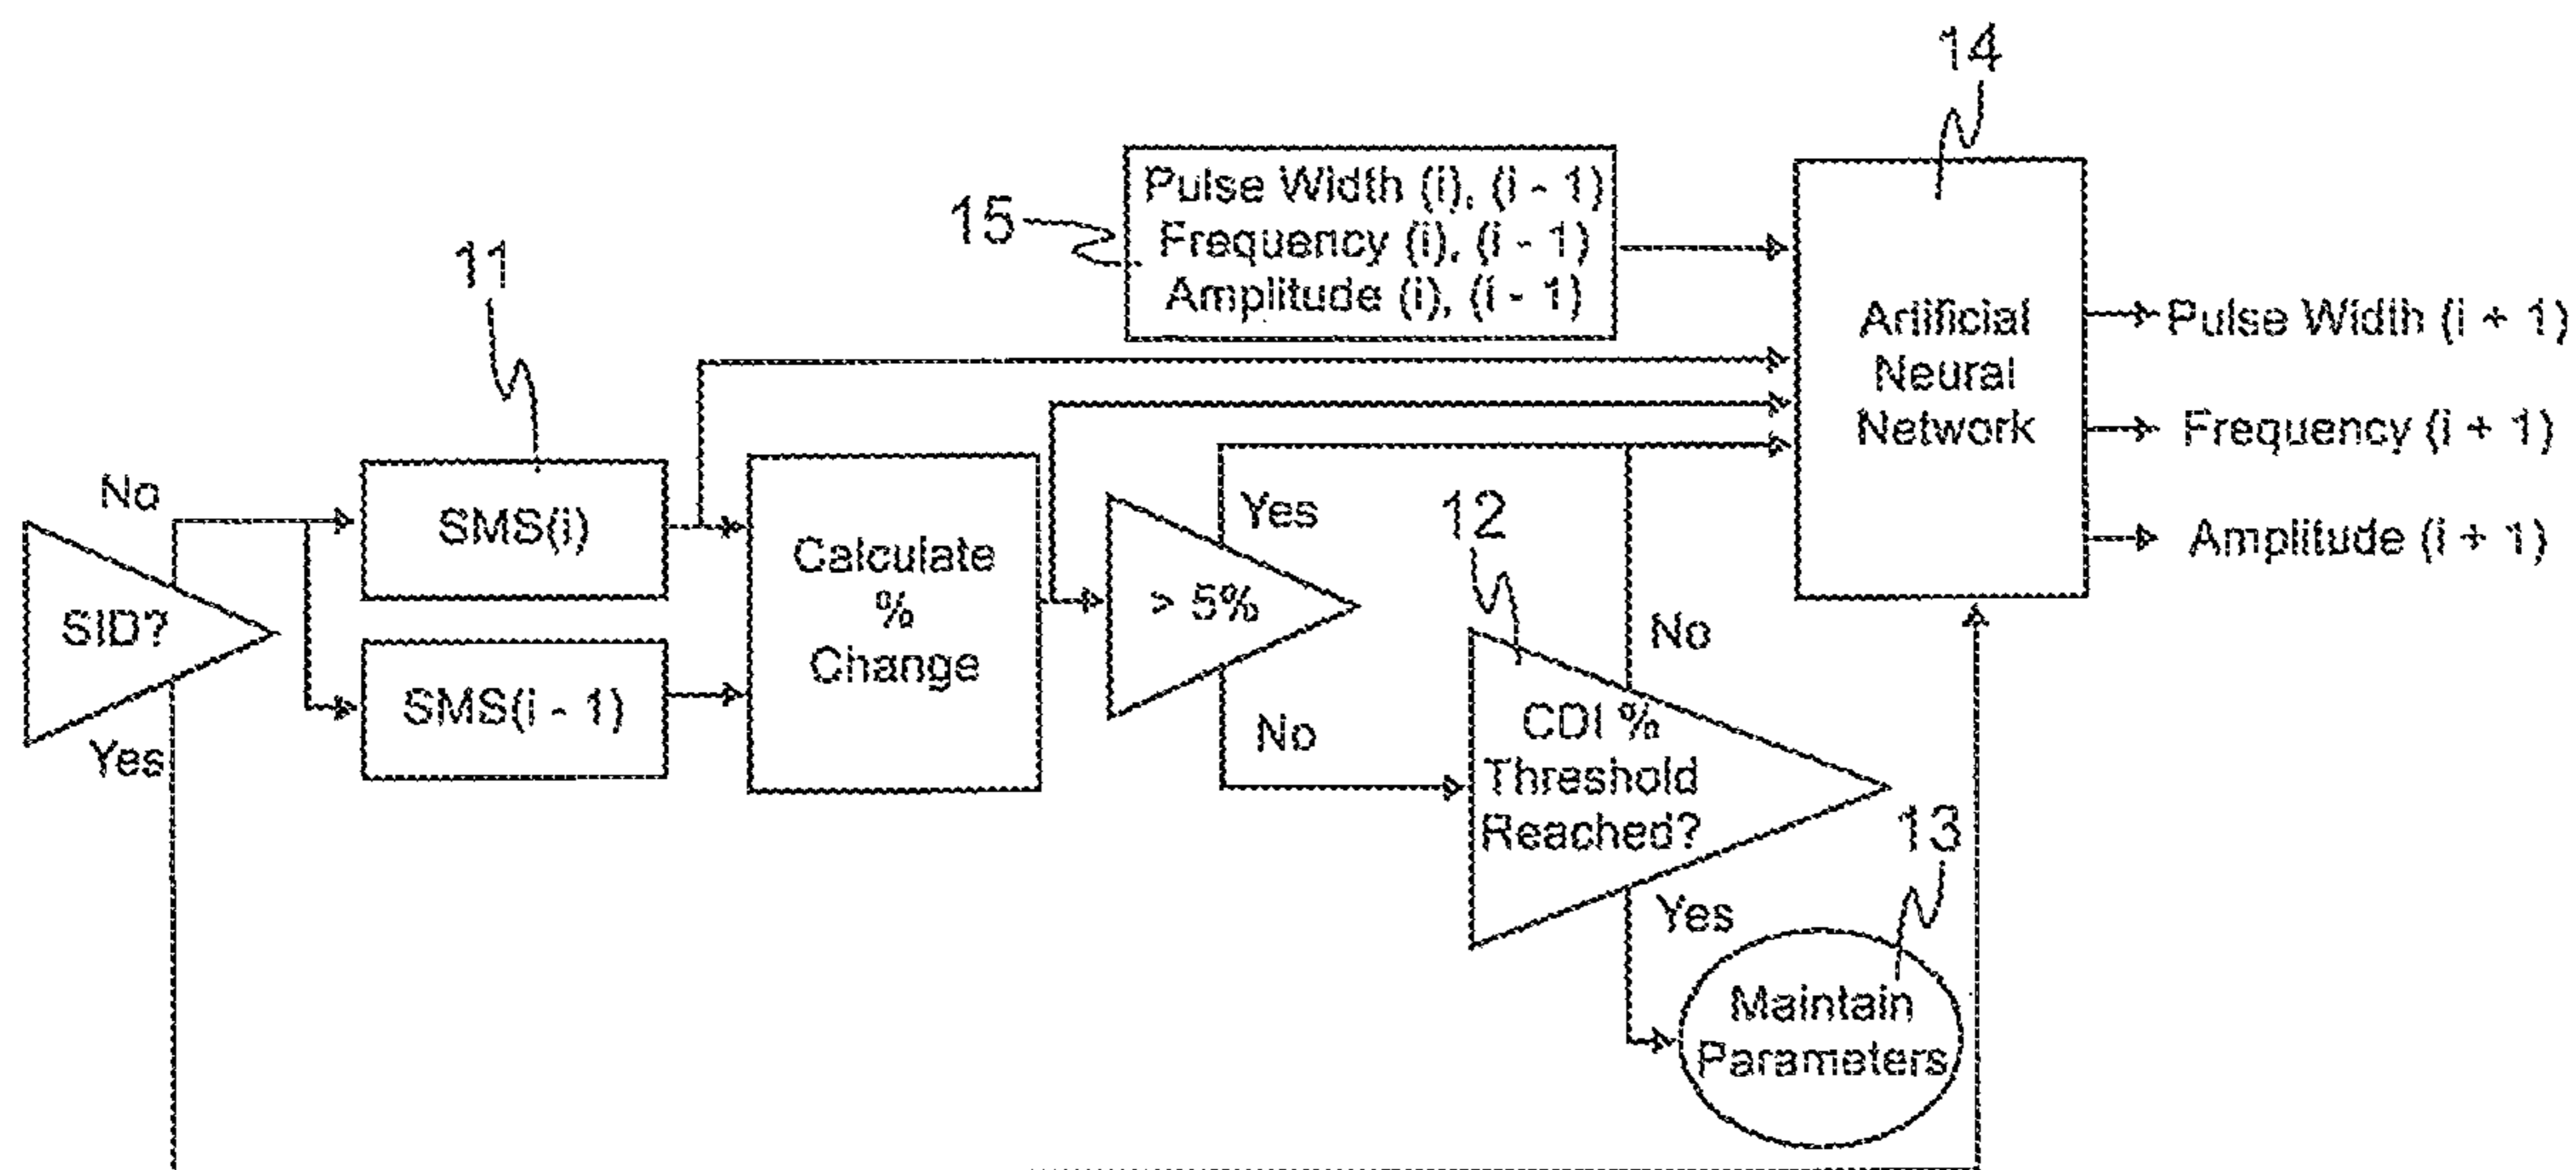 14
Pulse Width (i), (i - 1)
Frequency (i), (i - 1)
Amplitude (i), (i - 1)
15
11
Artificial
Neural
Network
Pulse Width (i + 1)
Frequency (i + 1)
Amplitude (i + 1)
No
SMS(i)
SID?
Yes
SMS(i - 1)
Calculate
%
Change
> 5%
Yes
No
12
No
CDI %
Threshold
Reached?
13
Yes
Maintain
Parameters